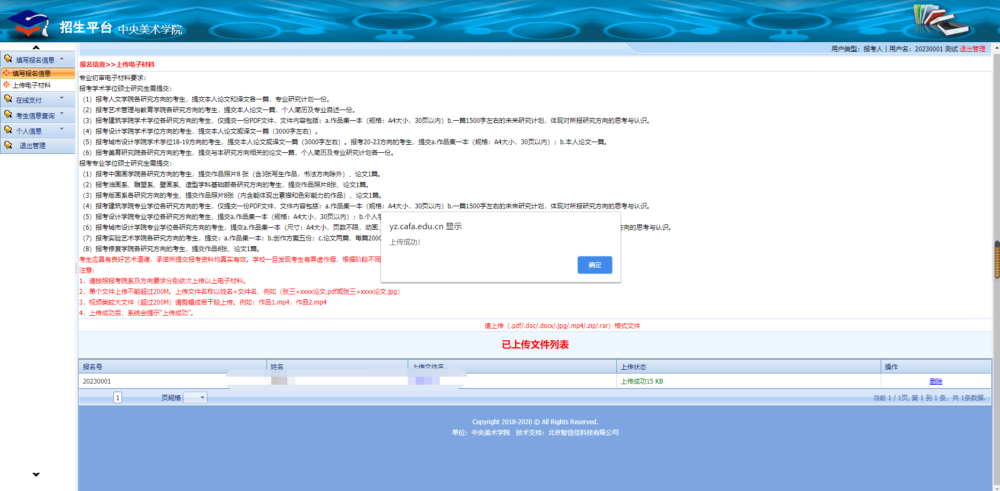 招生平台 中央美术学院
用户类型：报考人 | 用户名：20230001 测试 退出管理
填写报名信息
填写报名信息
上传电子材料
在线支付
考生信息查询
个人信息
退出管理
报名信息>>上传电子材料
专业初审电子材料要求：
报考学术学位硕士研究生需提交：
（1）报考人文学院各研究方向的考生，提交本人论文和译文各一篇，专业研究计划一份。
（2）报考艺术管理与教育学院各研究方向的考生，提交本人论文一篇，个人简历及专业自述一份。
（3）报考建筑学院学术学位各研究方向的考生，仅提交一份PDF文件，文件内容包括：a.作品集一本（规格：A4大小，30页以内）b.一篇1500字左右的未来研究计划，体现对所报研究方向的思考与认识。
（4）报考设计学院学术学位方向的考生，提交本人论文或译文一篇（3000字左右）。
（5）报考城市设计学院学术学位18-19方向的考生，提交本人论文或译文一篇（3000字左右）。报考20-23方向的考生，提交a.作品集一本（规格：A4大小，30页以内）；b.本人论文一篇。
（6）报考美育研究院各研究方向的考生，提交与本研究方向相关的论文一篇，个人简历及专业研究计划各一份。
报考专业学位硕士研究生需提交：
（1）报考中国画学院各研究方向的考生，提交作品照片8 张（含3张写生作品，书法方向除外）、论文1篇。
（2）报考油画系、雕塑系、壁画系、造型学科基础部各研究方向的考生，提交作品照片8张、论文1篇。
（3）报考版画系各研究方向的考生，提交作品照片8张（内含能体现出素描和色彩能力的作品）、论文1篇。
（4）报考建筑学院专业学位各研究方向的考生，仅提交一份PDF文件，文件内容包括：a.作品集一本（规格：A4大小，30页以内）b.一篇1500字左右的未来研究计划，体现对所报研究方向的思考与认识。
（5）报考设计学院专业学位各研究方向的考生，提交a.作品集一本（规格：A4大小，30页以内）；b.个人学
（6）报考城市设计学院专业学位各研究方向的考生，提交a.作品集一本（尺寸：A4大小，页数不限，动画、 方向的思考与认识。
（7）报考实验艺术学院各研究方向的考生，提交：a.作品集一本；b.创作方案五份；c.论文两篇，每篇2000
（8）报考修复学院各研究方向的考生，提交作品8张、论文1篇。
考生应具有良好艺术道德，承诺所提交报考资料均真实有效。学校一旦发现考生有弄虚作假，根据阶段不同
注意：
1．请按照报考院系及方向要求分别依次上传以上电子材料。
2．单个文件上传不能超过200M。上传文件名称以姓名+文件名，例如（张三+xxxx论文.pdf或张三+xxxx论文.jpg）
3．视频类较大文件（超过200M）请剪辑成若干段上传。例如：作品1.mp4，作品2.mp4
4．上传成功后，系统会提示“上传成功”。
yz.cafa.edu.cn 显示
上传成功！
确定
请上传（.pdf/.doc/.docx/.jpg/.mp4/.zip/.rar）格式文件
已上传文件列表
报名号 姓名 上传文件名 上传状态 操作
20230001 上传成功15 KB 删除
1 页规格 当前 1 / 1页, 第 1 到 1 条，共 1条数据.
Copyright 2018-2020 © All Rights Reserved.
单位：中央美术学院 技术支持：北京智信佳科技有限公司